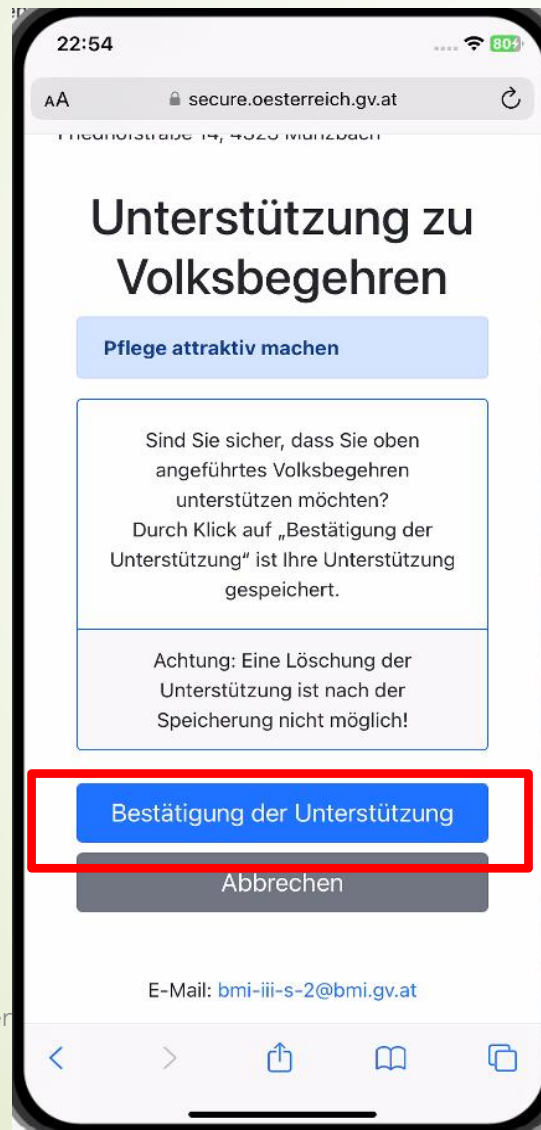 22:54
80
AA secure.oesterreich.gv.at
Unterstützung zu
Volksbegehren
Pflege attraktiv machen
Sind Sie sicher, dass Sie oben
angeführtes Volksbegehren
unterstützen möchten?
Durch Klick auf „Bestätigung der
Unterstützung“ ist Ihre Unterstützung
gespeichert.
Achtung: Eine Löschung der
Unterstützung ist nach der
Speicherung nicht möglich!
Bestätigung der Unterstützung
Abbrechen
E-Mail: bmi-iii-s-2@bmi.gv.at